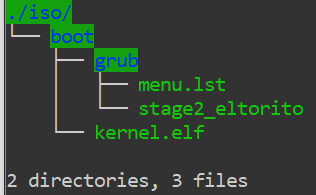 ./iso/
└── boot
    ├── grub
    │   ├── menu.lst
    │   └── stage2_eltorito
    └── kernel.elf

2 directories, 3 files